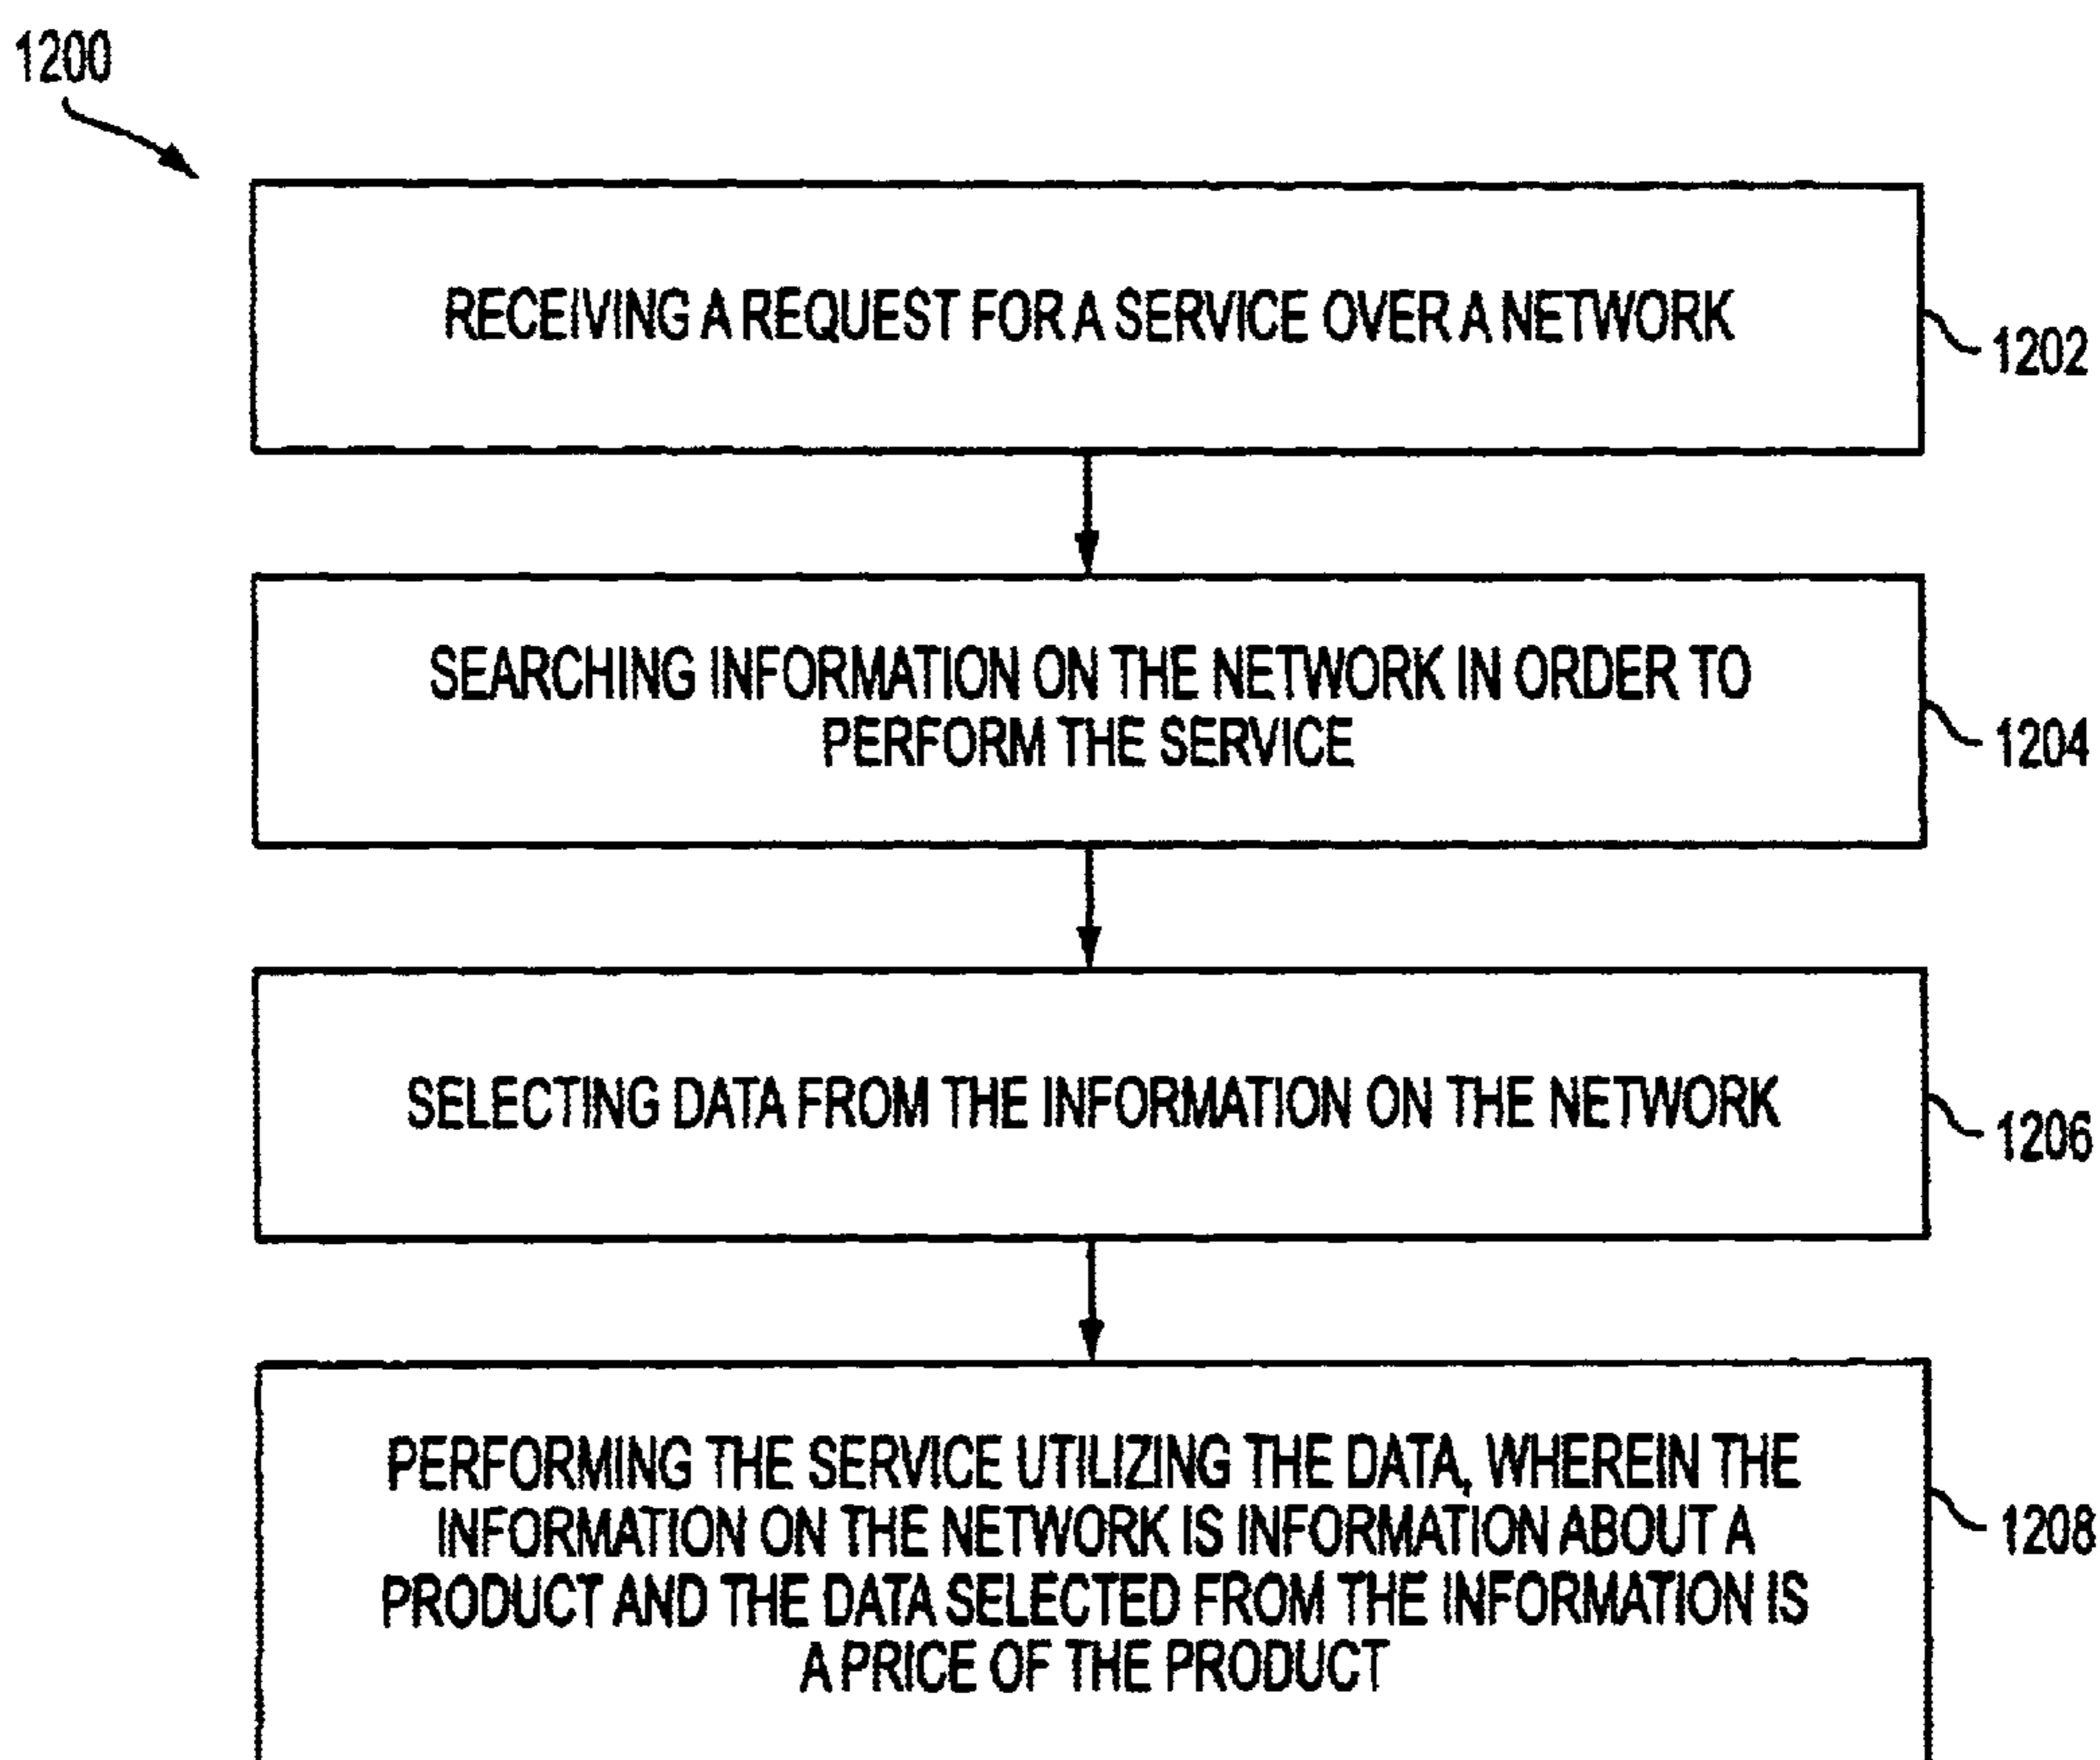 1200
RECEIVING A REQUEST FOR A SERVICE OVER A NETWORK
1202
SEARCHING INFORMATION ON THE NETWORK IN ORDER TO
PERFORM THE SERVICE
1204
SELECTING DATA FROM THE INFORMATION ON THE NETWORK
1206
PERFORMING THE SERVICE UTILIZING THE DATA, WHEREIN THE
INFORMATION ON THE NETWORK IS INFORMATION ABOUT A
PRODUCT AND THE DATA SELECTED FROM THE INFORMATION IS
A PRICE OF THE PRODUCT
1208